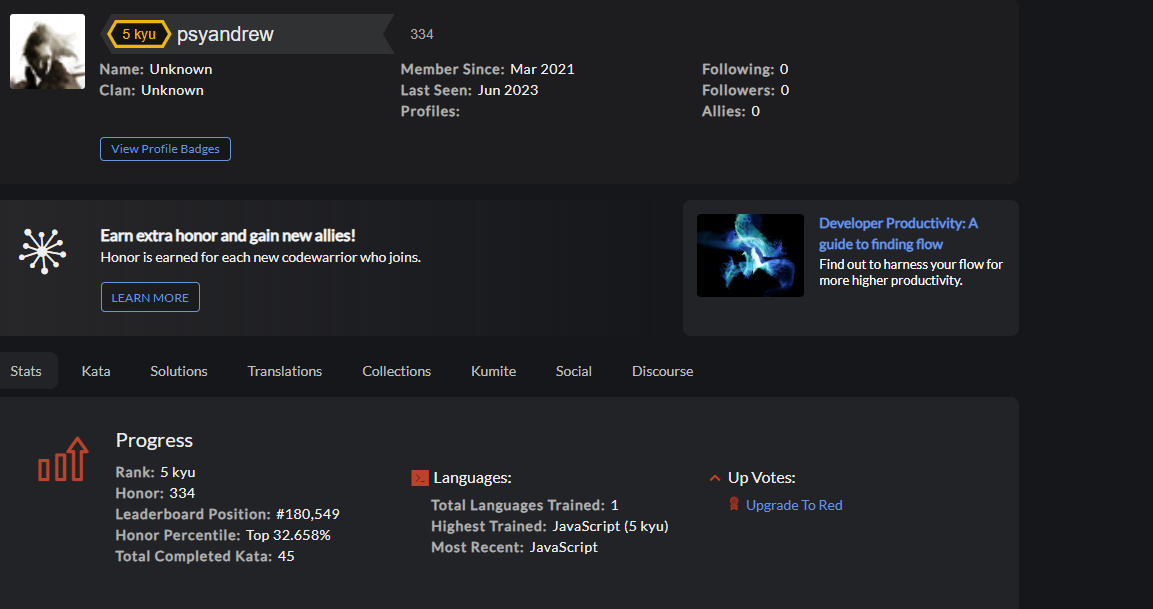 5 kyu psyandrew 334
Name: Unknown
Clan: Unknown
Member Since: Mar 2021
Last Seen: Jun 2023
Profiles:
Following: 0
Followers: 0
Allies: 0
View Profile Badges
Earn extra honor and gain new allies!
Honor is earned for each new codewarrior who joins.
LEARN MORE
Developer Productivity: A
guide to finding flow
Find out to harness your flow for
more higher productivity.
Stats Kata Solutions Translations Collections Kumite Social Discourse
Progress
Rank: 5 kyu
Honor: 334
Leaderboard Position: #180,549
Honor Percentile: Top 32.658%
Total Completed Kata: 45
Languages:
Total Languages Trained: 1
Highest Trained: JavaScript (5 kyu)
Most Recent: JavaScript
Up Votes:
Upgrade To Red